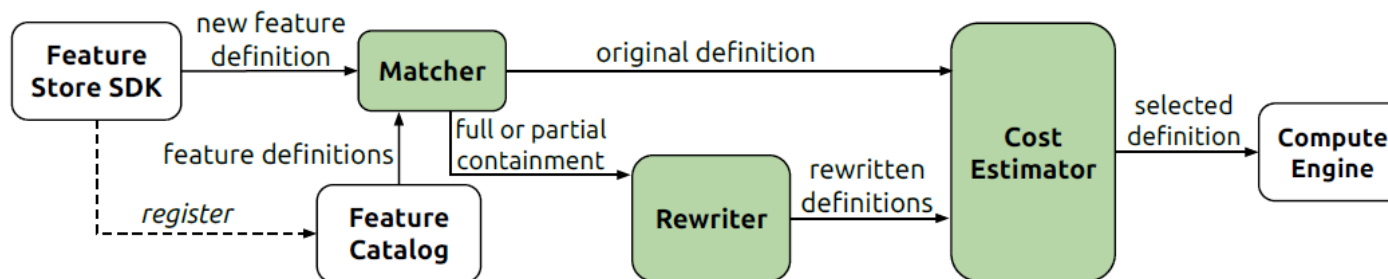 new feature
definition
Feature
Store SDK
Matcher
original definition
feature definitions
full or partial
containment
register
Feature
Catalog
Rewriter
rewritten
definitions
Cost
Estimator
selected
definition
Compute
Engine